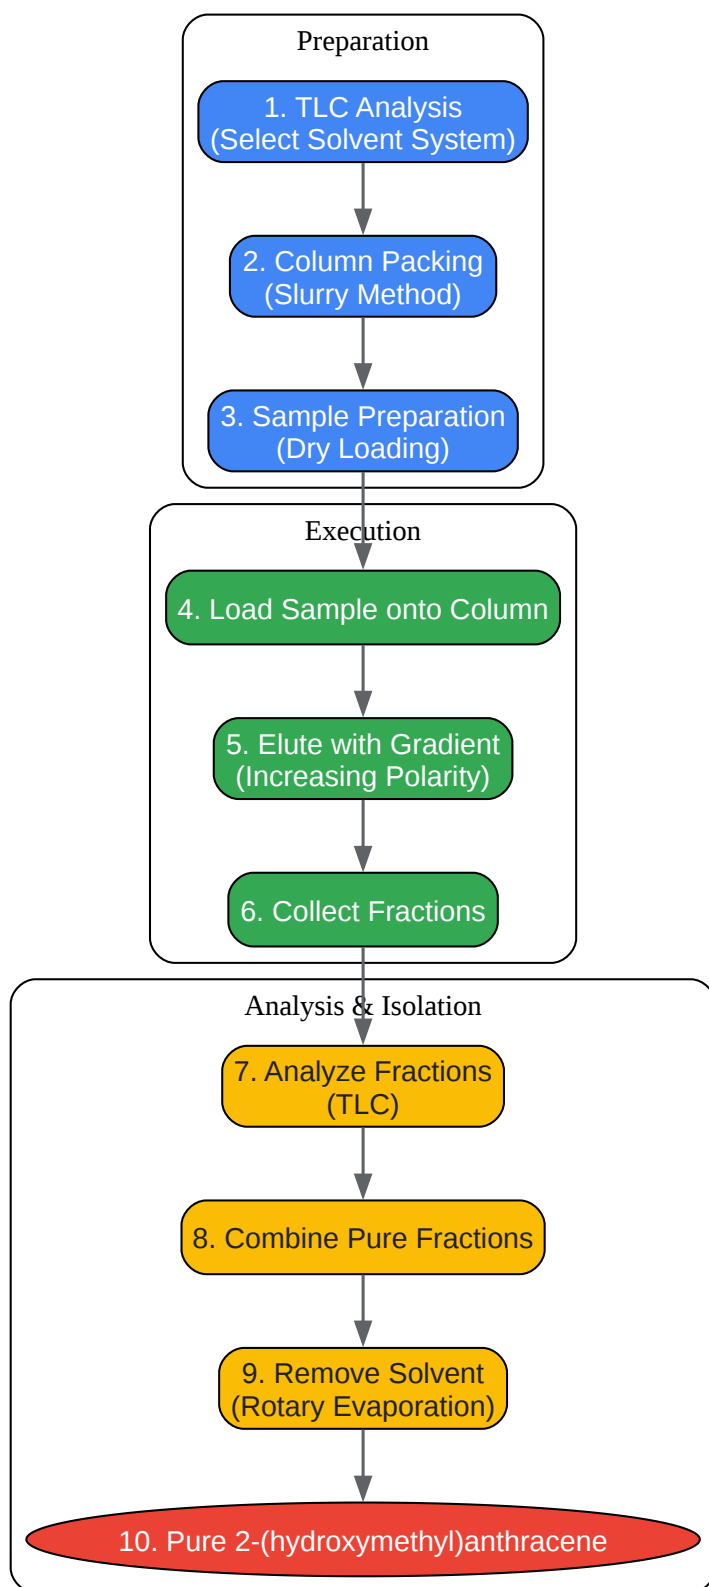 Preparation
1. TLC Analysis
(Select Solvent System)
2. Column Packing
(Slurry Method)
3. Sample Preparation
(Dry Loading)
Execution
4. Load Sample onto Column
5. Elute with Gradient
(Increasing Polarity)
6. Collect Fractions
Analysis & Isolation
7. Analyze Fractions
(TLC)
8. Combine Pure Fractions
9. Remove Solvent
(Rotary Evaporation)
10. Pure 2-(hydroxymethyl)anthracene